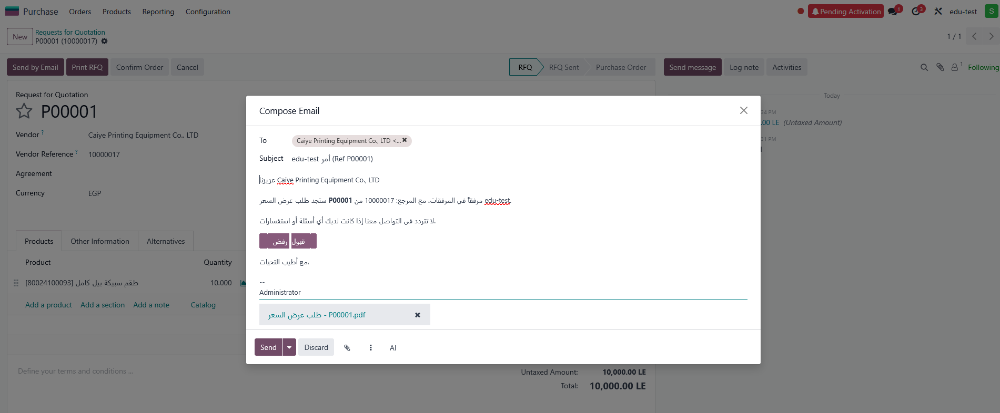 Purchase Orders Products Reporting Configuration
Pending Activation 1 3 edu-test S
New Requests for Quotation
P00001 (10000017)
1 / 1
Send by Email Print RFQ Confirm Order Cancel
RFQ RFQ Sent Purchase Order
Send message Log note Activities 1 Following
Request for Quotation
P00001
Vendor ? Caiye Printing Equipment Co., LTD
Vendor Reference ? 10000017
Agreement
Currency EGP
Products Other Information Alternatives
Product Quantity
[80024100093] طقم سبيكة بيل كامل 10.000
Add a product Add a section Add a note Catalog
Define your terms and conditions ...
Untaxed Amount: 10,000.00 LE
Total: 10,000.00 LE
Today
34 PM
.00 LE (Untaxed Amount)
31 PM
Compose Email
To Caiye Printing Equipment Co., LTD <...
Subject edu-test أمر (Ref P00001)
عزيزنا Caiye Printing Equipment Co., LTD
ستجد طلب عرض السعر P00001 من 10000017 :مرفقاً في المرفقات، مع المرجع edu-test.
لا تتردد في التواصل معنا إذا كانت لديك أي أسئلة أو استفسارات.
رفض قبول
مع أطيب التحيات،
--
Administrator
طلب عرض السعر - P00001.pdf
Send Discard AI